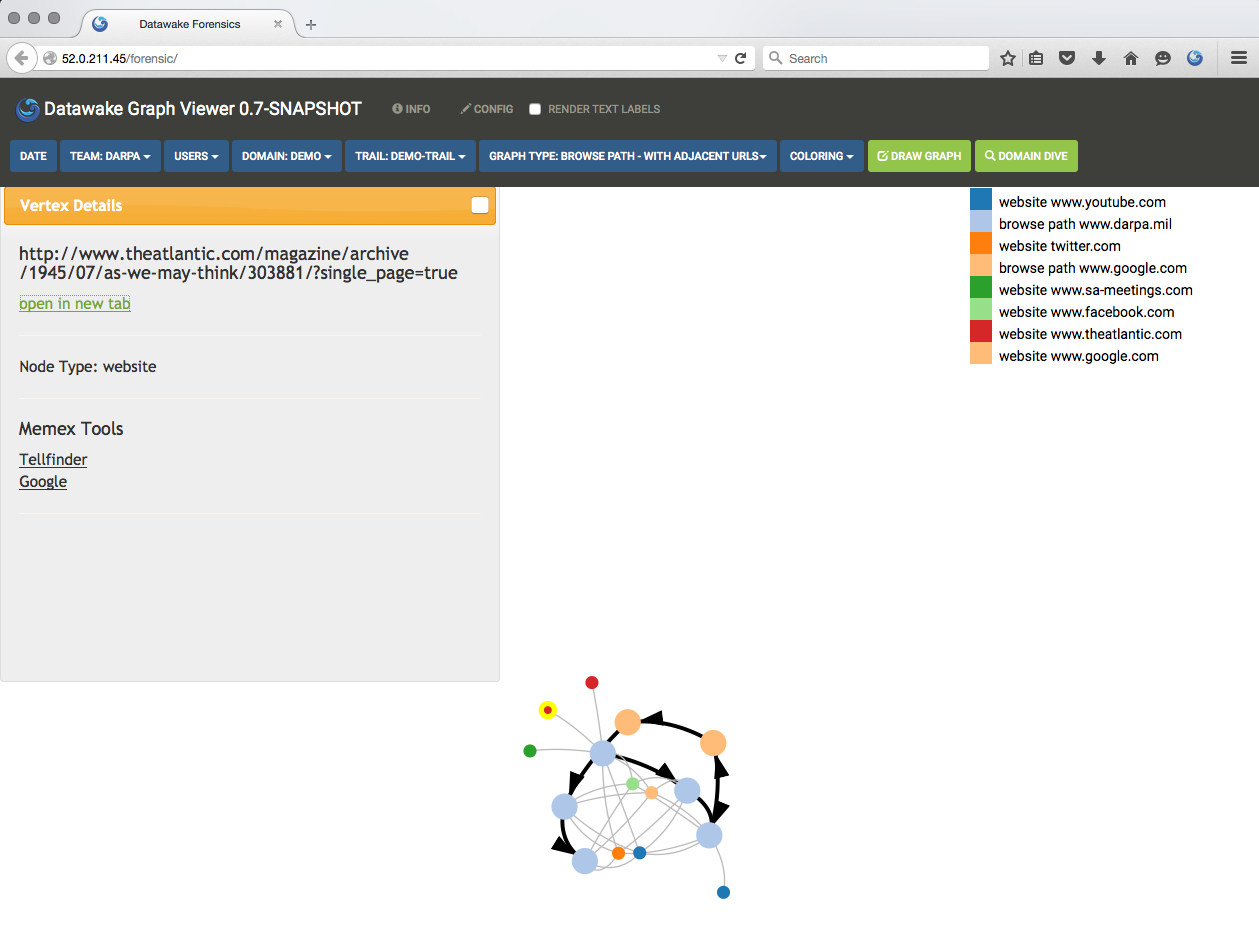 Datawake Forensics
52.0.211.45/forensic/
Search
Datawake Graph Viewer 0.7-SNAPSHOT
INFO
CONFIG
RENDER TEXT LABELS
DATE
TEAM: DARPA
USERS
DOMAIN: DEMO
TRAIL: DEMO-TRAIL
GRAPH TYPE: BROWSE PATH - WITH ADJACENT URLS
COLORING
DRAW GRAPH
DOMAIN DIVE
Vertex Details
http://www.theatlantic.com/magazine/archive
/1945/07/as-we-may-think/303881/?single_page=true
open in new tab
Node Type: website
Memex Tools
Tellfinder
Google
website www.youtube.com
browse path www.darpa.mil
website twitter.com
browse path www.google.com
website www.sa-meetings.com
website www.facebook.com
website www.theatlantic.com
website www.google.com